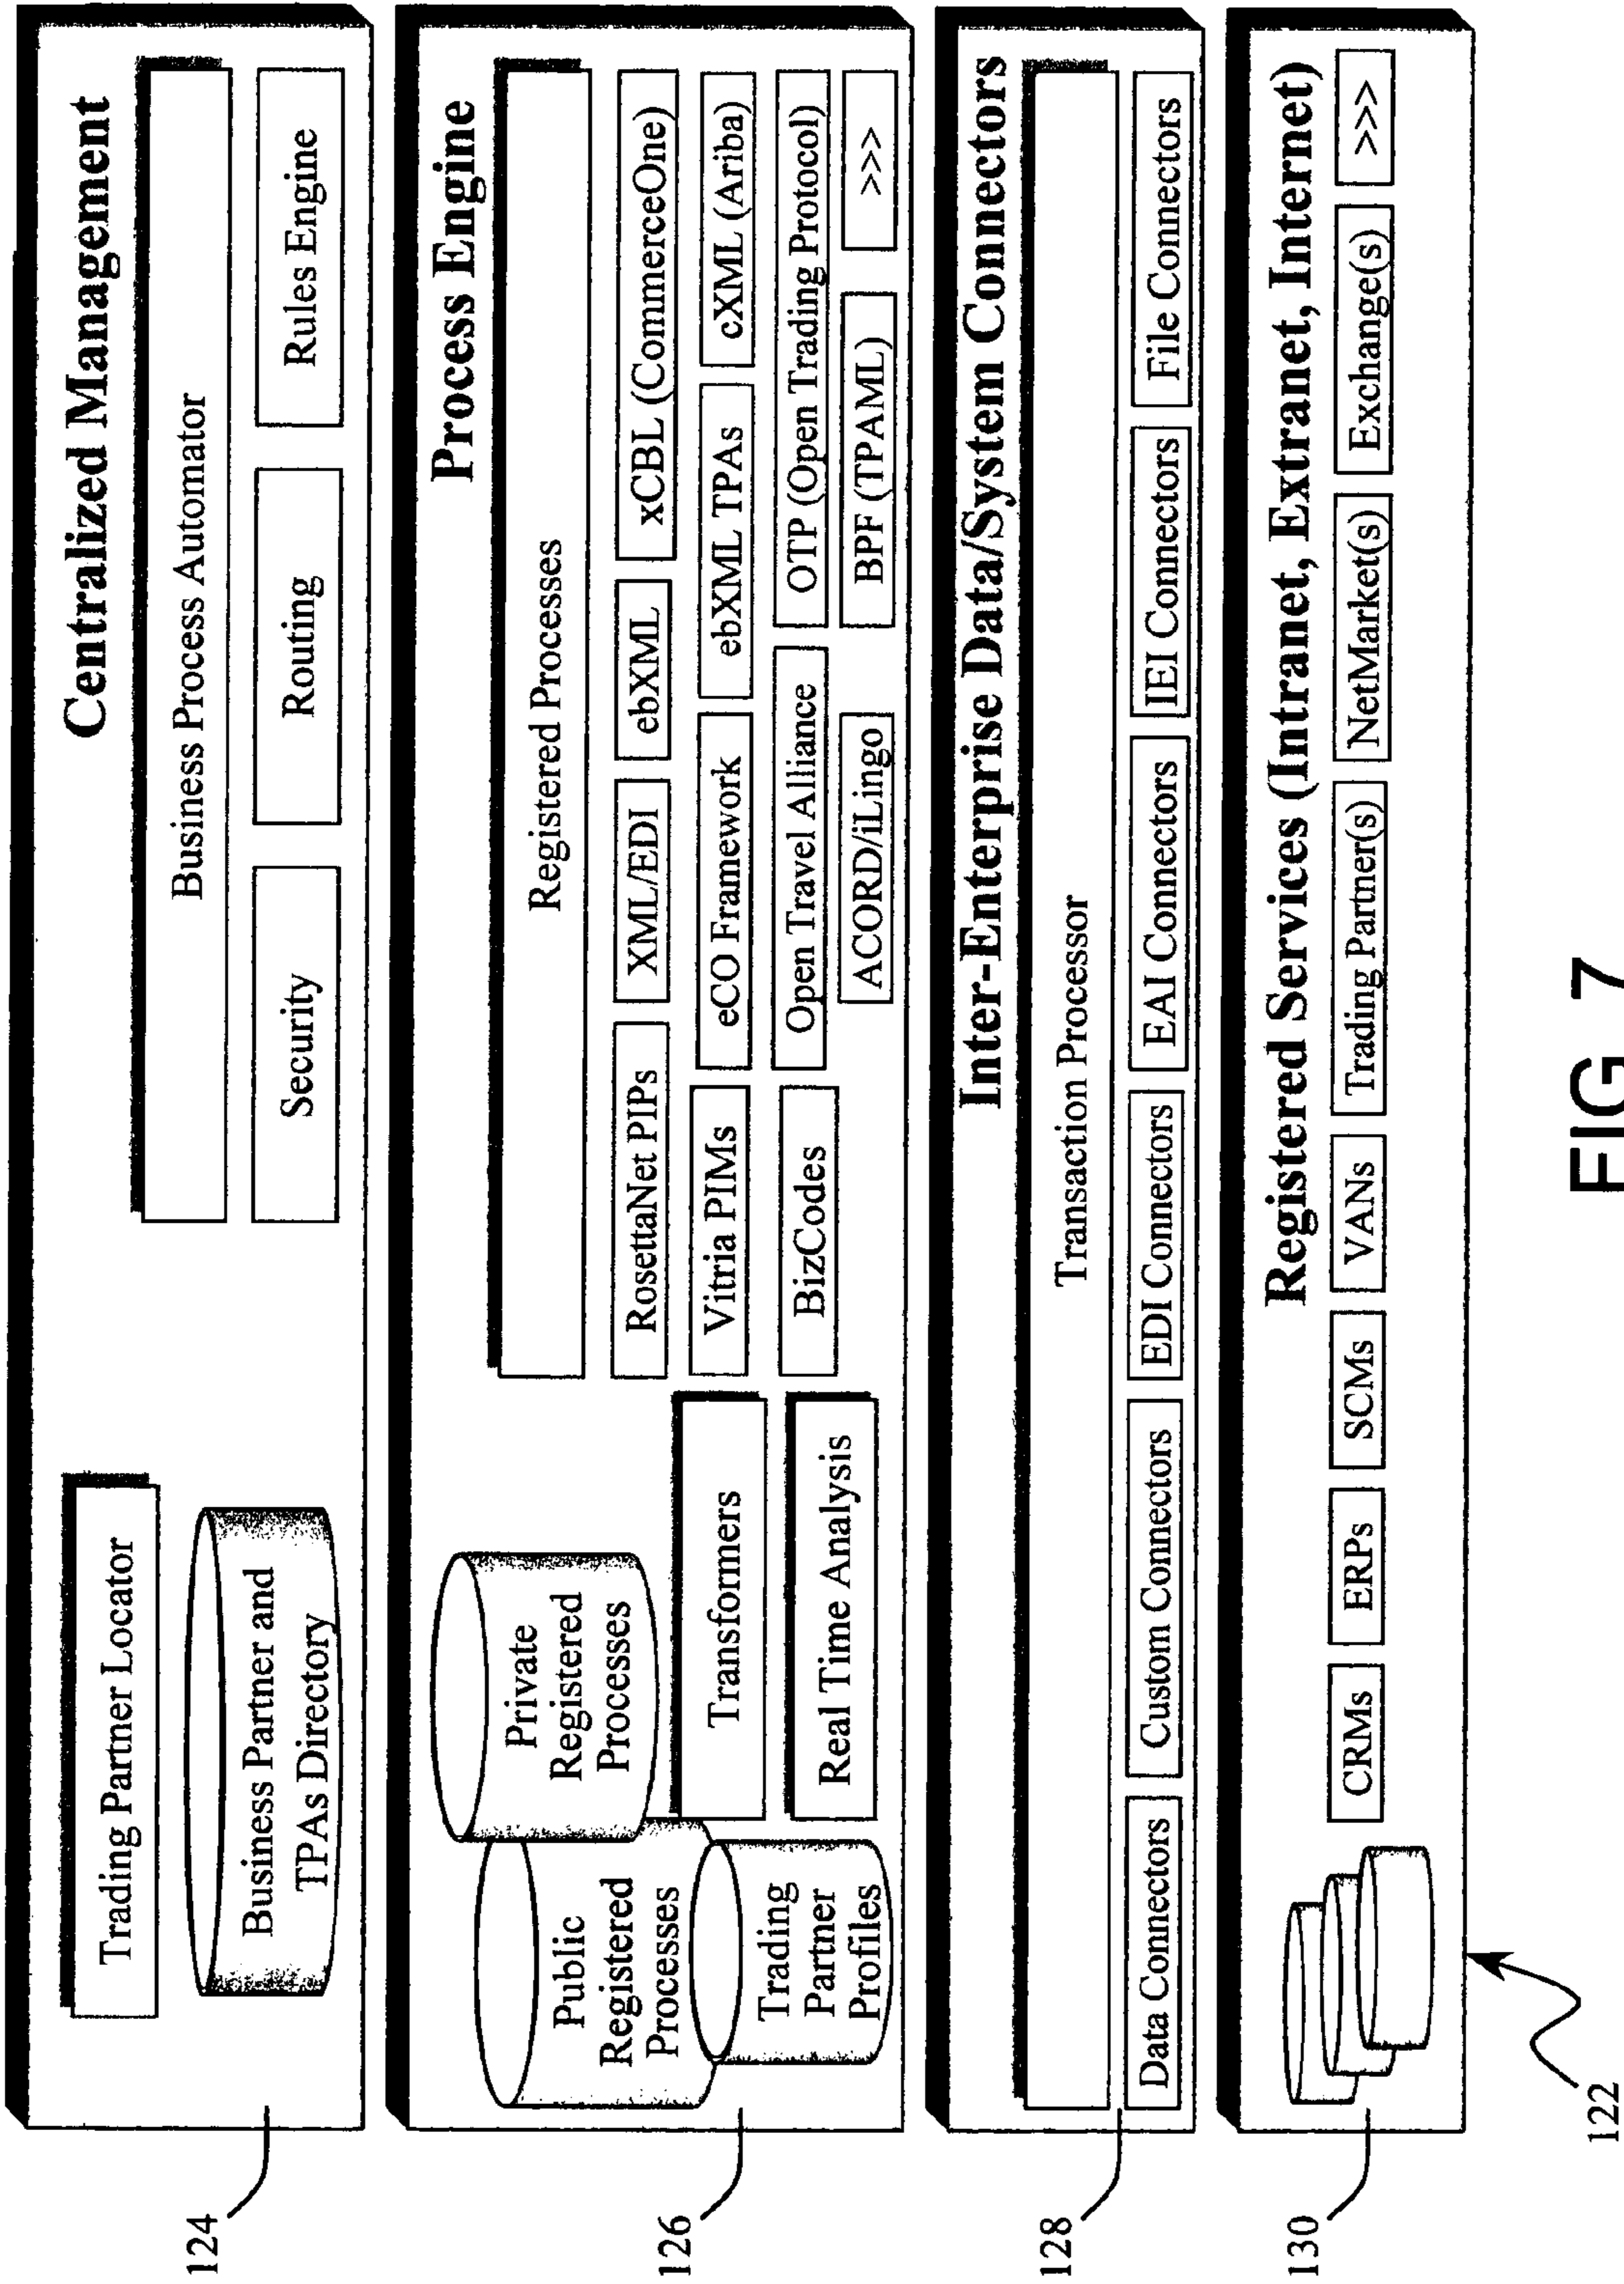 Centralized Management
Trading Partner Locator
Business Process Automator
Business Partner and
TPAs Directory
Security
Routing
Rules Engine
124
Process Engine
Private
Registered
Processes
Public
Registered
Processes
Trading
Partner
Profiles
Transformers
Real Time Analysis
Registered Processes
RosettaNet PIPs
XML/EDI
ebXML
xCBL (CommerceOne)
Vitria PIMs
eCO Framework
ebXML TPAs
cXML (Ariba)
BizCodes
Open Travel Alliance
OTP (Open Trading Protocol)
ACORD/iLingo
BPF (TPAML)
>>>
126
Inter-Enterprise Data/System Connectors
Transaction Processor
Data Connectors
Custom Connectors
EDI Connectors
EAI Connectors
IEI Connectors
File Connectors
128
Registered Services (Intranet, Extranet, Internet)
CRMs
ERPs
SCMs
VANs
Trading Partner(s)
NetMarket(s)
Exchange(s)
>>>
130
122
FIG 7